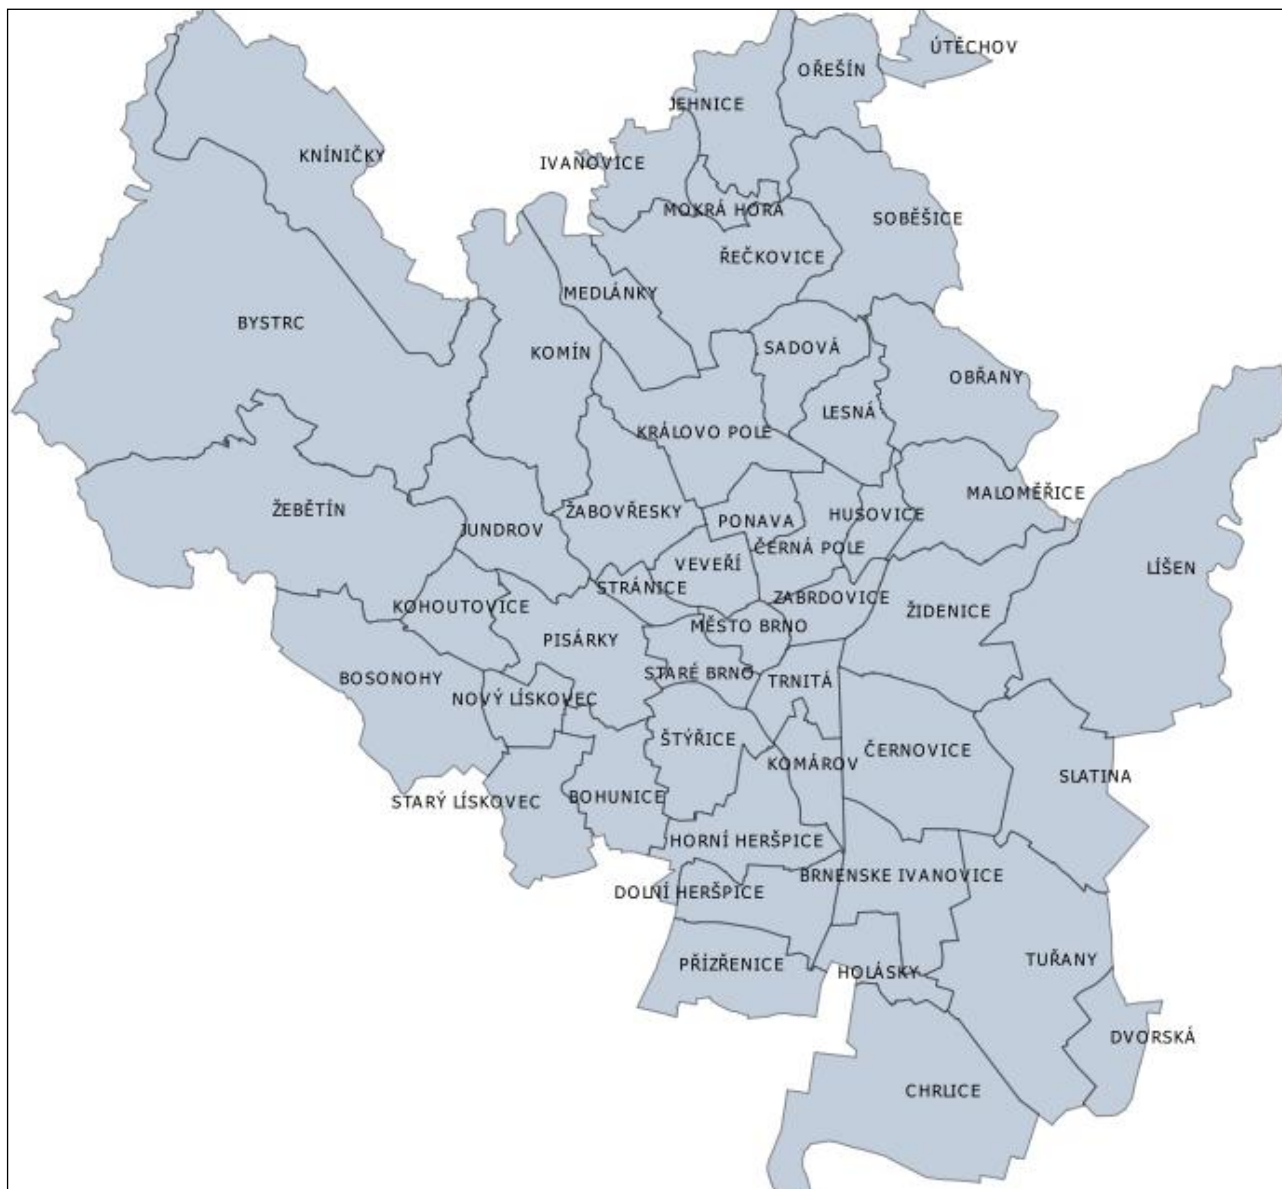 ÚTĚCHOV
OŘEŠÍN
JEHNICE
KNÍNIČKY
IVANOVICE
MOKRÁ HORA
SOBĚŠICE
ŘEČKOVICE
MEDLÁNKY
BYSTRC
SADOVÁ
KOMÍN
OBŘANY
LESNÁ
KRÁLOVO POLE
MALOMĚŘICE
ŽEBĚTÍN
ŽABOVŘESKY
HUSOVICE
PONAVA
JUNDROV
ČERNÁ POLE
VEVEŘÍ
LÍŠEN
STRÁNICE
ZABRDOVICE
KOHOUTOVICE
ŽIDENICE
MĚSTO BRNO
PISÁRKY
STARÉ BRNO
BOSONOHY
TRNITÁ
NOVÝ LÍSKOVEC
ŠTÝŘICE
ČERNOVICE
KOMÁROV
SLATINA
BOHUNICE
STARÝ LÍSKOVEC
HORNÍ HERŠPICE
BRNENSKE IVANOVICE
DOLNÍ HERŠPICE
TUŘANY
PŘÍZŘENICE
HOLÁSKY
DVORSKÁ
CHRLICE